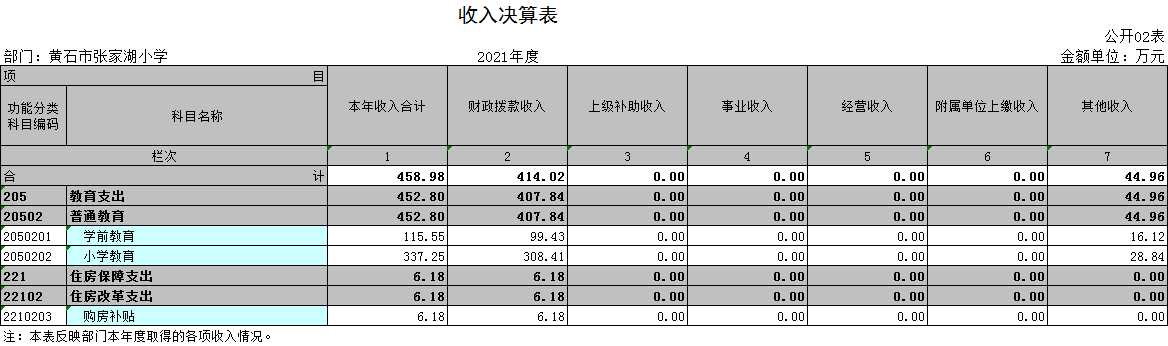 收入决算表
公开02表
部门：黄石市张家湖小学 2021年度 金额单位：万元
项 目 本年收入合计 财政拨款收入 上级补助收入 事业收入 经营收入 附属单位上缴收入 其他收入
功能分类科目编码 科目名称
栏次 1 2 3 4 5 6 7
合 计 458.98 414.02 0.00 0.00 0.00 0.00 44.96
205 教育支出 452.80 407.84 0.00 0.00 0.00 0.00 44.96
20502 普通教育 452.80 407.84 0.00 0.00 0.00 0.00 44.96
2050201 学前教育 115.55 99.43 0.00 0.00 0.00 0.00 16.12
2050202 小学教育 337.25 308.41 0.00 0.00 0.00 0.00 28.84
221 住房保障支出 6.18 6.18 0.00 0.00 0.00 0.00 0.00
22102 住房改革支出 6.18 6.18 0.00 0.00 0.00 0.00 0.00
2210203 购房补贴 6.18 6.18 0.00 0.00 0.00 0.00 0.00
注：本表反映部门本年度取得的各项收入情况。